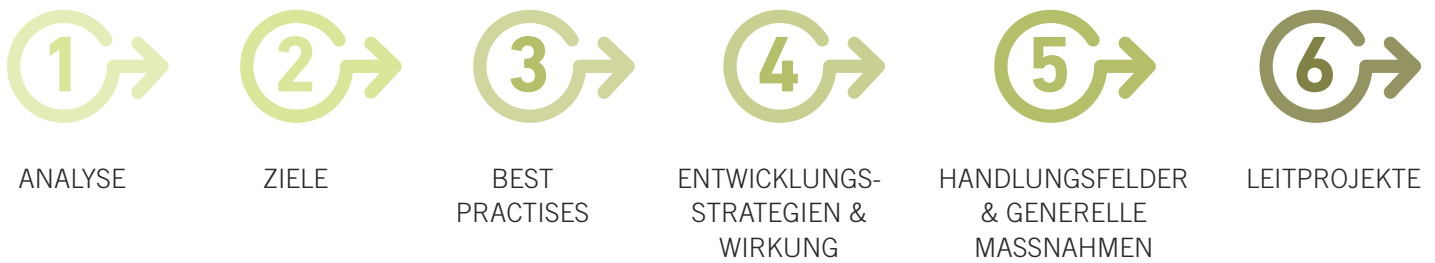 1
ANALYSE
2
ZIELE
3
BEST
PRACTISES
4
ENTWICKLUNGS-
STRATEGIEN &
WIRKUNG
5
HANDLUNGSFELDER
& GENERELLE
MASSNAHMEN
6
LEITPROJEKTE